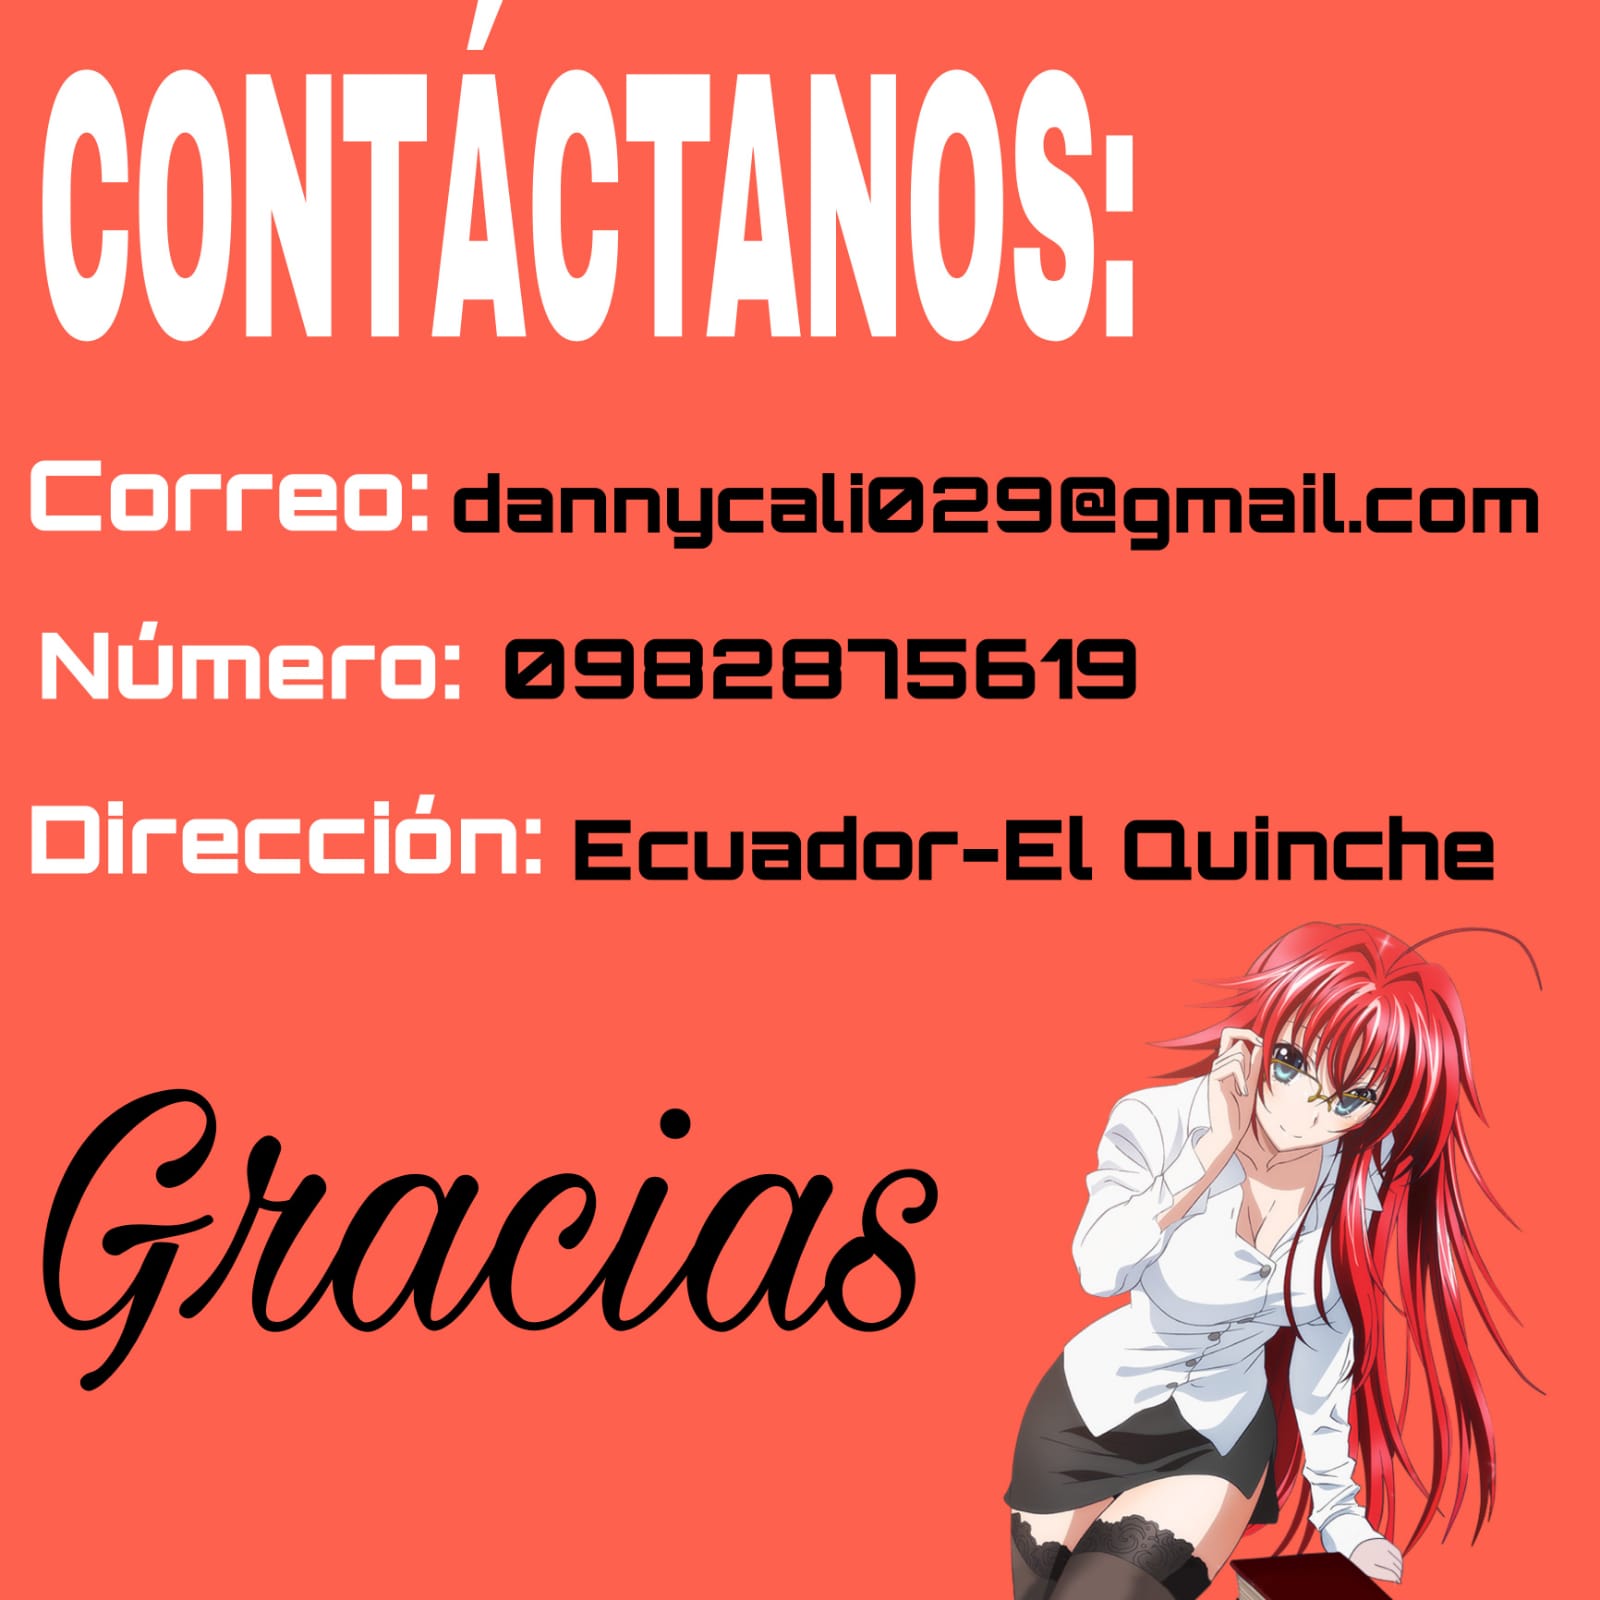 CONTÁCTANOS:
Correo: dannycali029@gmail.com
Número: 0982875619
Dirección: Ecuador-El Quinche
Gracias